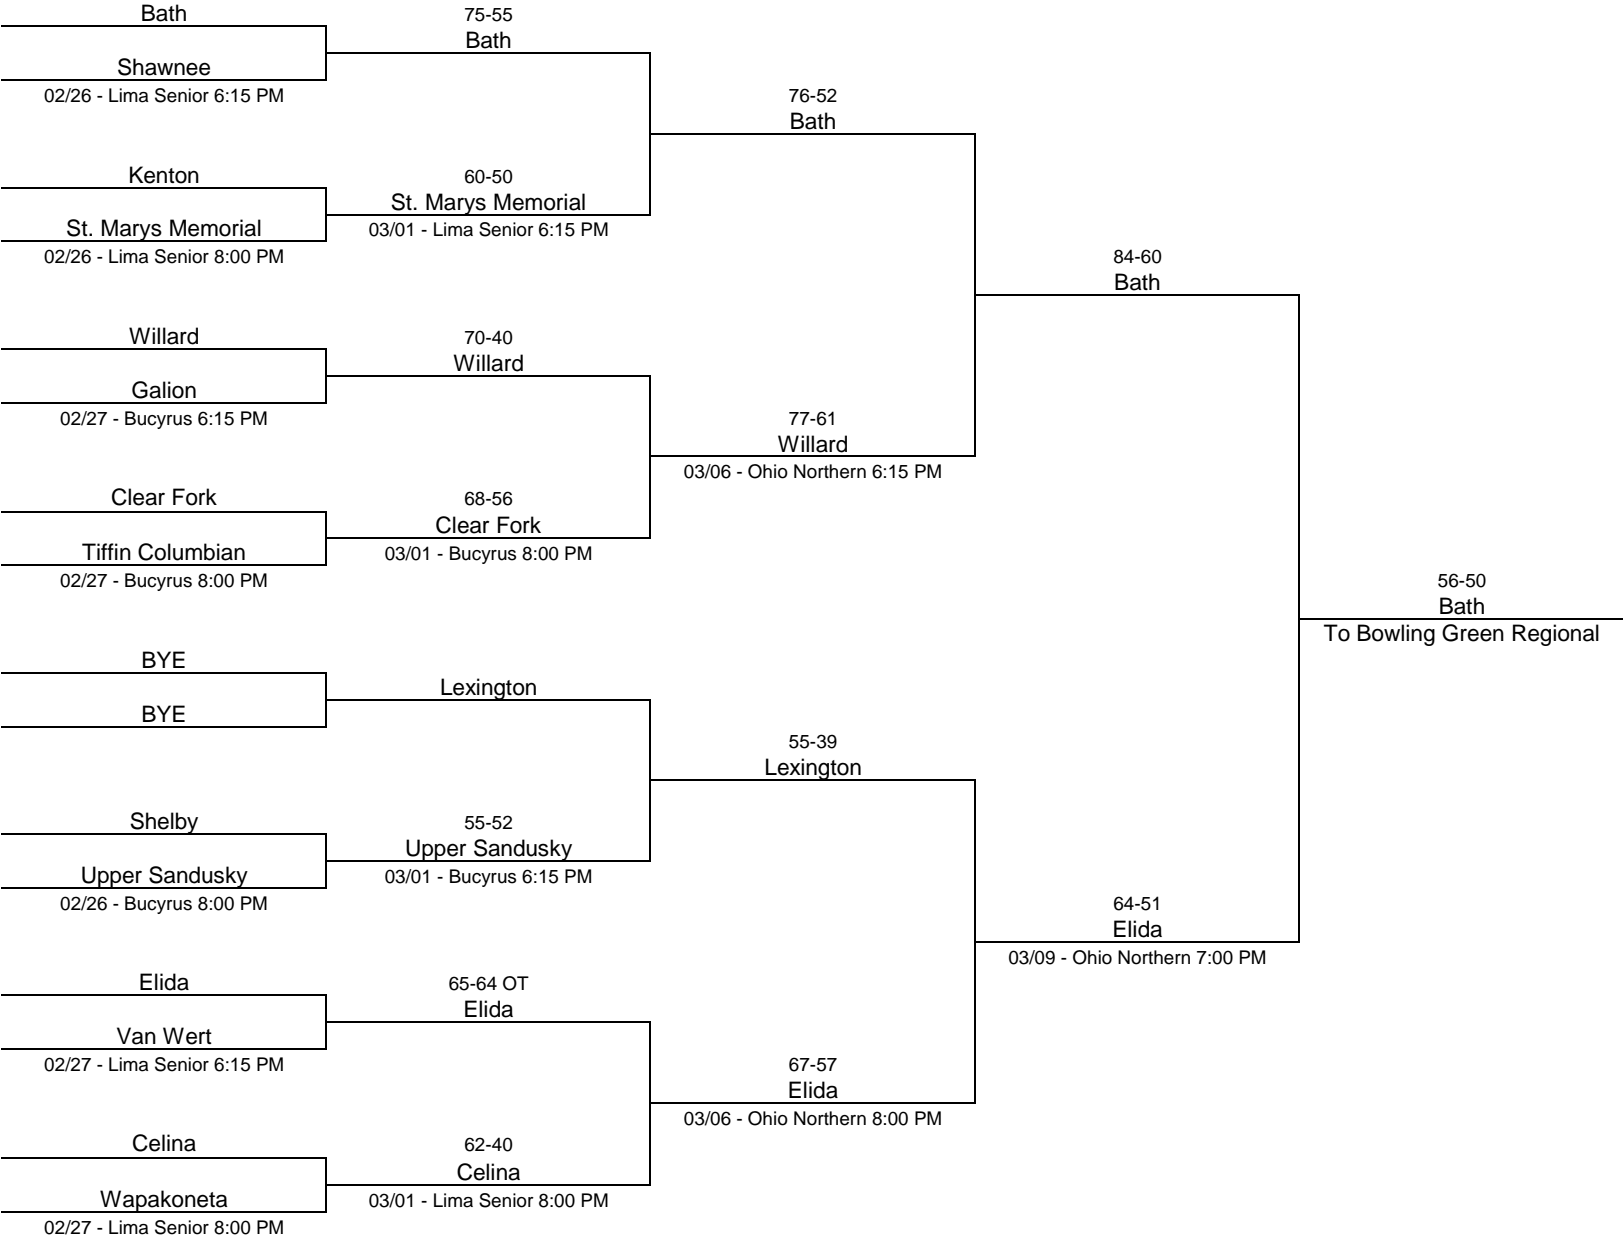 Bath
Shawnee
02/26 - Lima Senior 6:15 PM
Kenton
St. Marys Memorial
02/26 - Lima Senior 8:00 PM
Willard
Galion
02/27 - Bucyrus 6:15 PM
Clear Fork
Tiffin Columbian
02/27 - Bucyrus 8:00 PM
BYE
BYE
Shelby
Upper Sandusky
02/26 - Bucyrus 8:00 PM
Elida
Van Wert
02/27 - Lima Senior 6:15 PM
Celina
Wapakoneta
02/27 - Lima Senior 8:00 PM
75-55
Bath
60-50
St. Marys Memorial
03/01 - Lima Senior 6:15 PM
70-40
Willard
68-56
Clear Fork
03/01 - Bucyrus 8:00 PM
Lexington
55-52
Upper Sandusky
03/01 - Bucyrus 6:15 PM
65-64 OT
Elida
62-40
Celina
03/01 - Lima Senior 8:00 PM
76-52
Bath
77-61
Willard
03/06 - Ohio Northern 6:15 PM
55-39
Lexington
67-57
Elida
03/06 - Ohio Northern 8:00 PM
84-60
Bath
64-51
Elida
03/09 - Ohio Northern 7:00 PM
56-50
Bath
To Bowling Green Regional